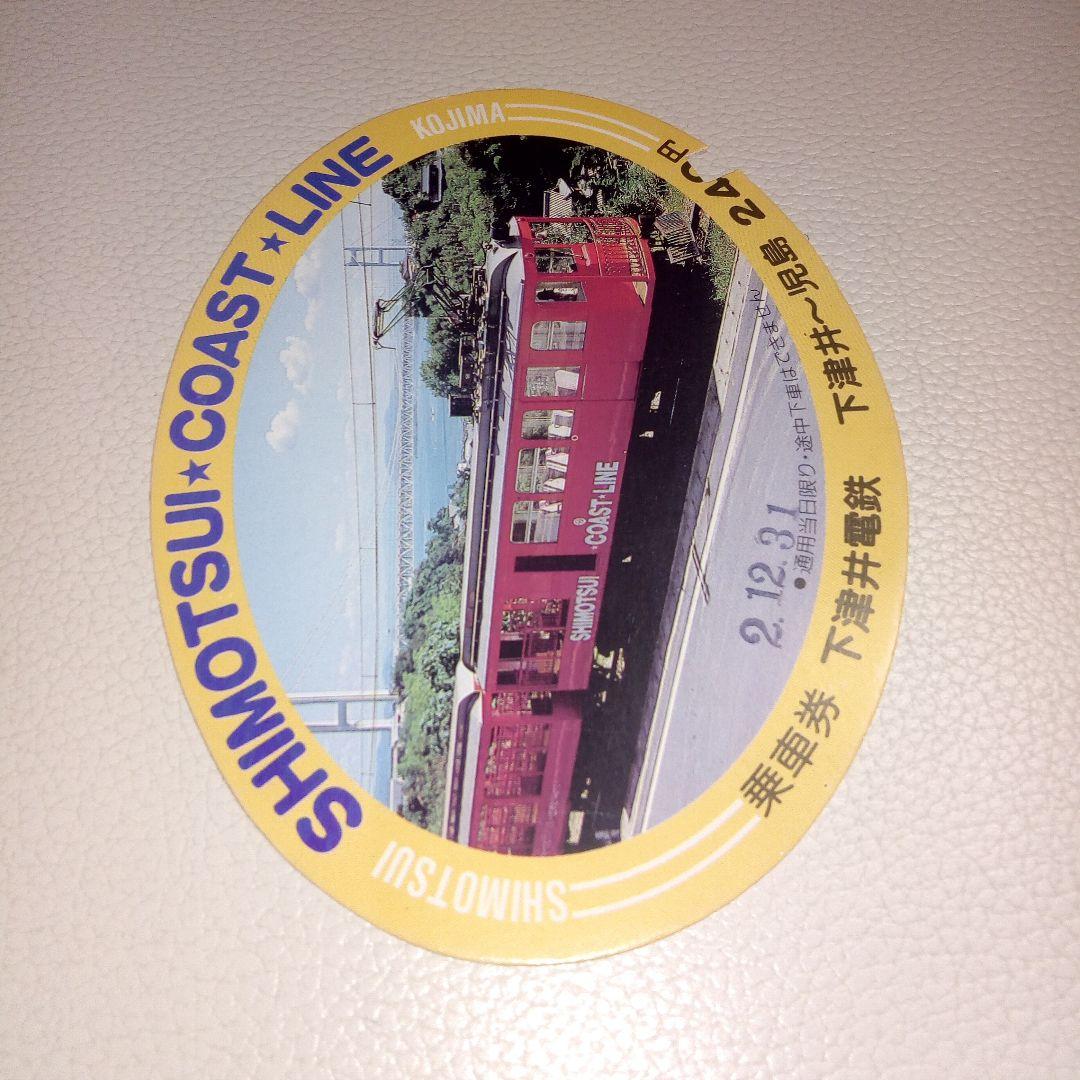 SHIMOTSUI★COAST★LINE
SHIMOTSUI
KOJIMA
SHIMOTSUI
★COAST★LINE
2.12.31
●通用当日限り・途中下車はできません
乗車券 下津井電鉄 下津井~児島 240円